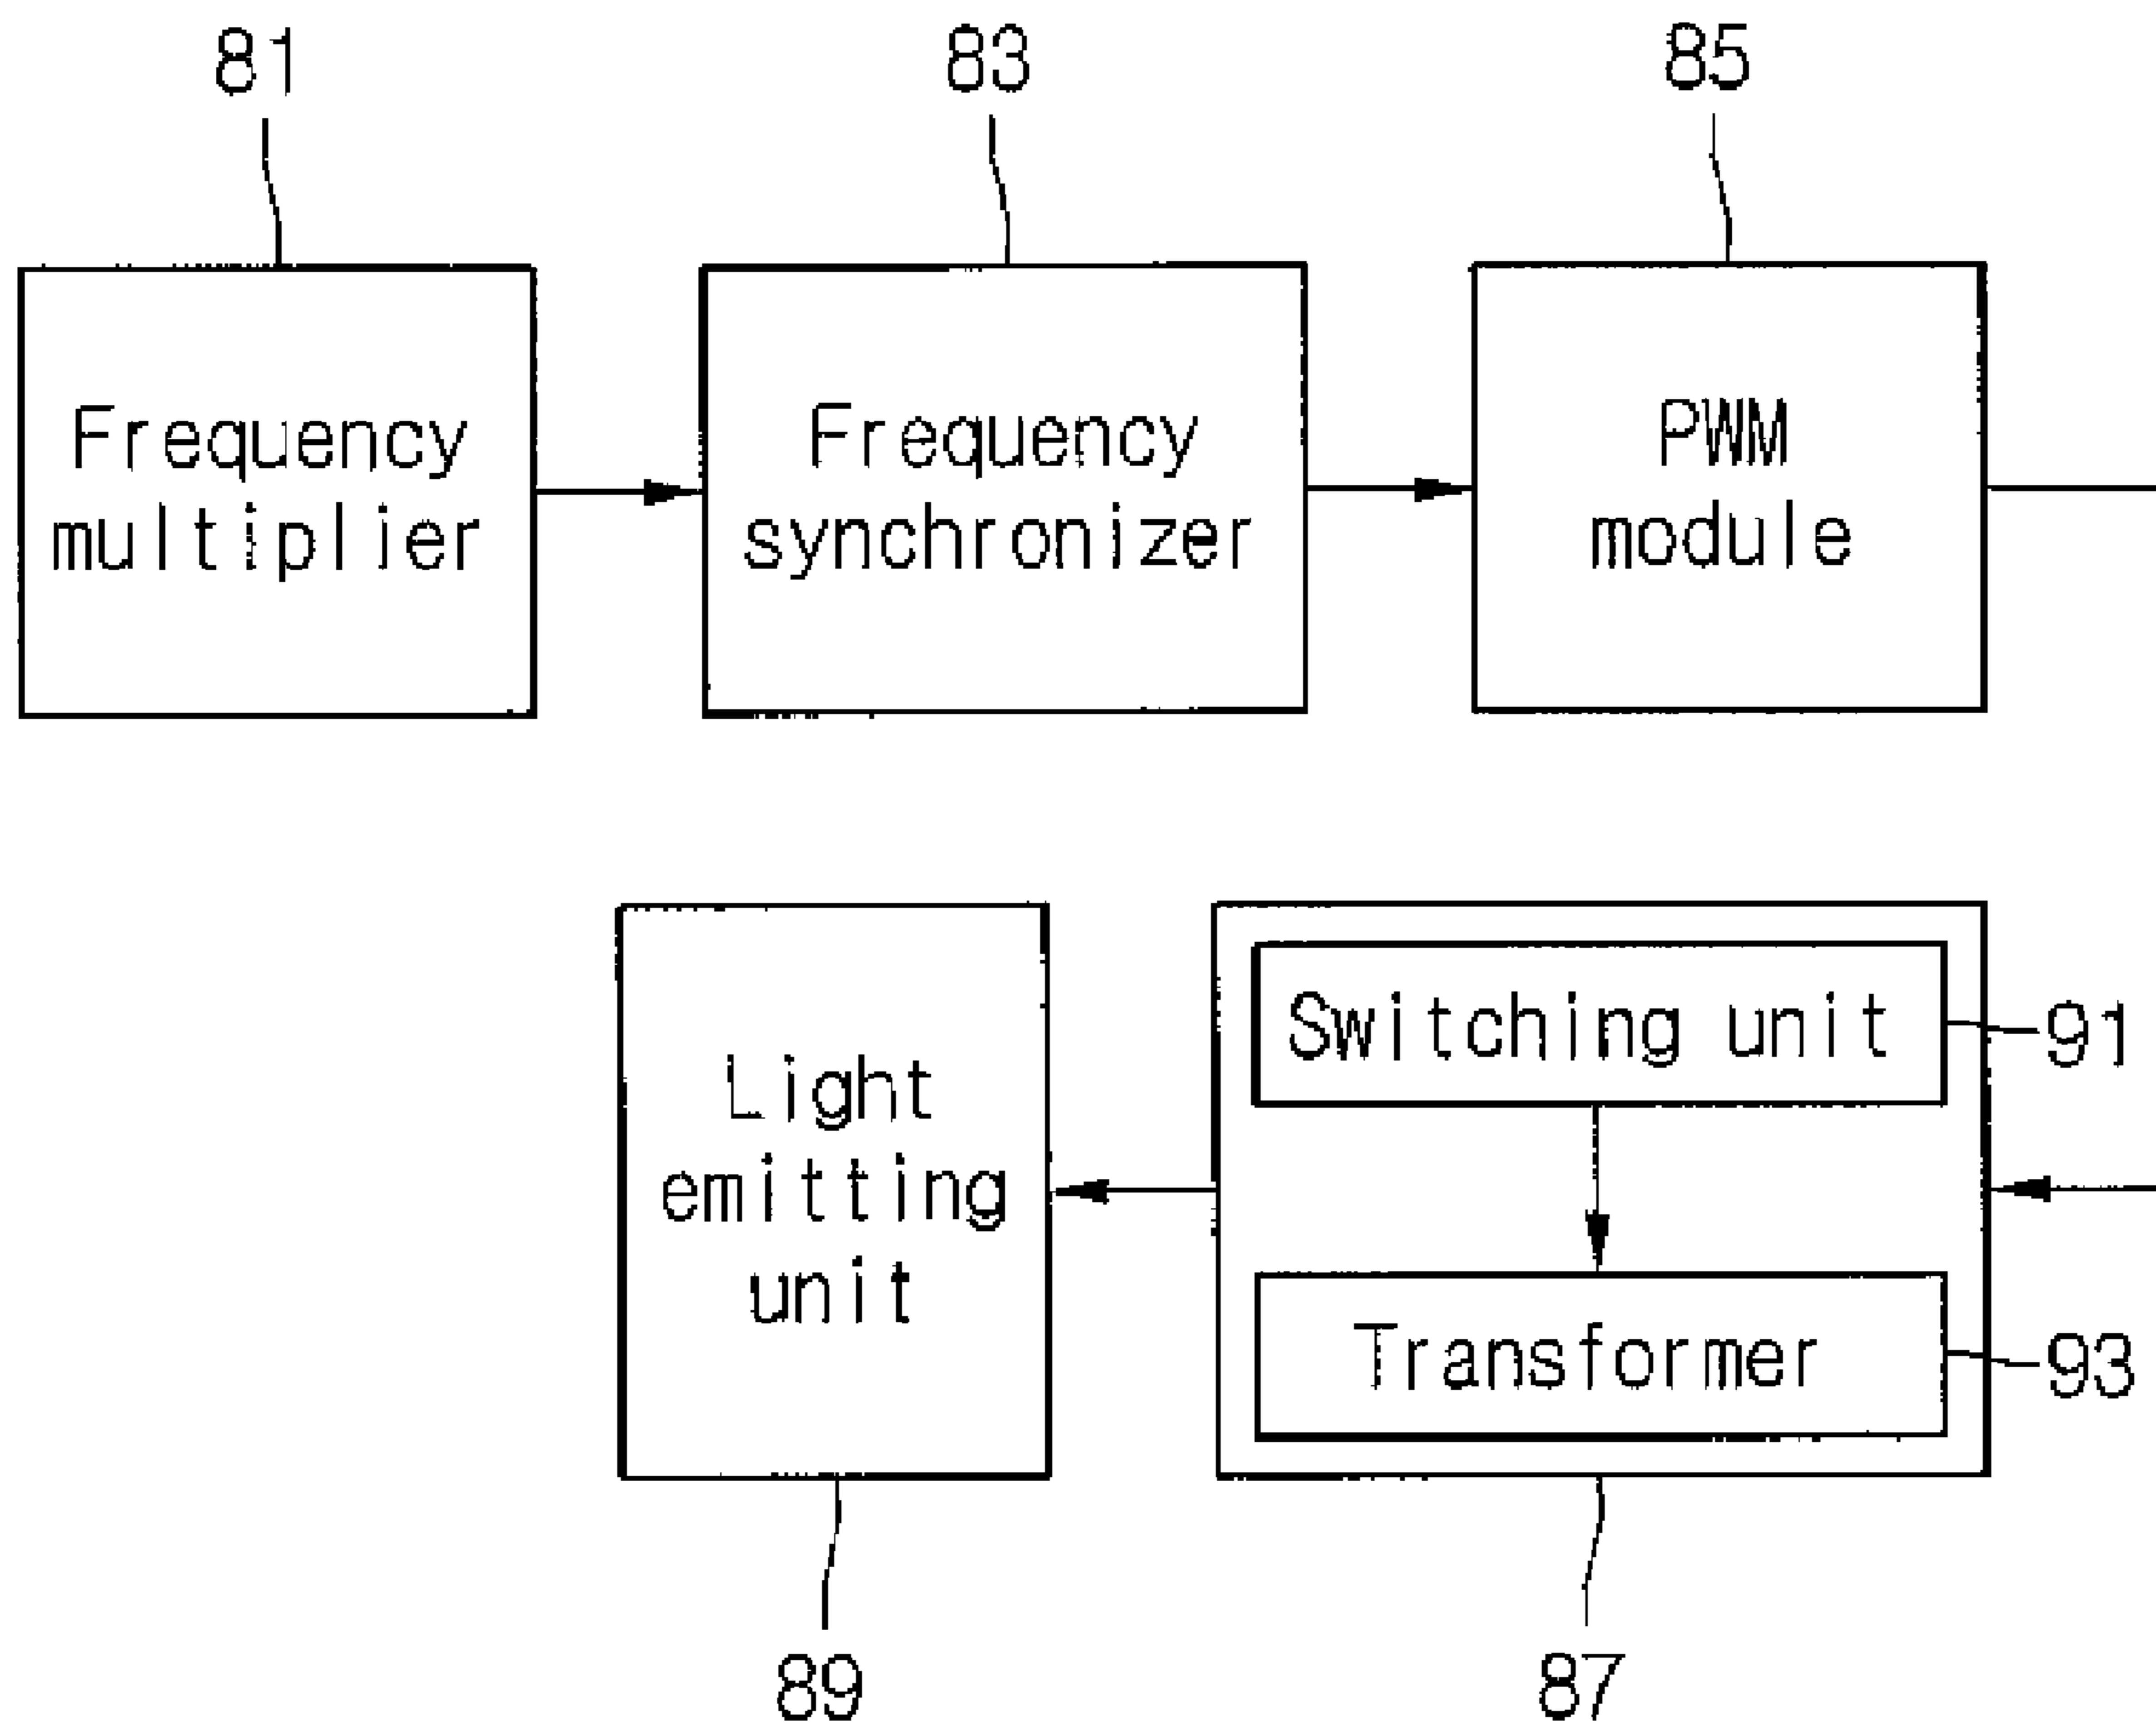 81
83
85
Frequency
multiplier
Frequency
synchronizer
PWM
module
Light
emitting
unit
Switching unit
91
Transformer
93
89
87